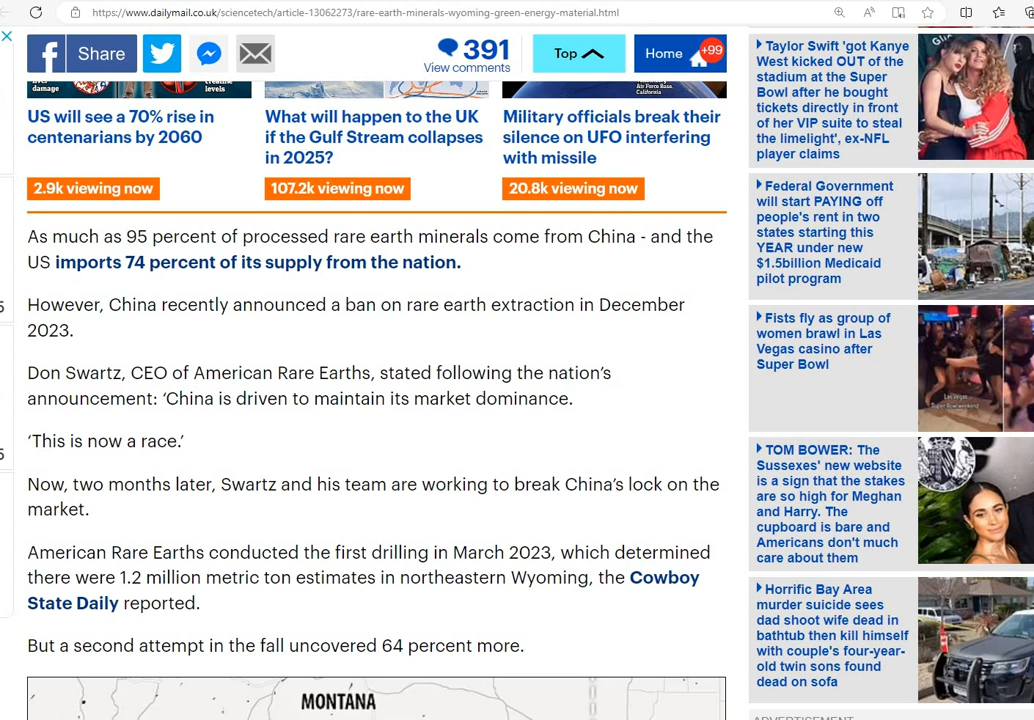 https://www.dailymail.co.uk/sciencetech/article-13062273/rare-earth-minerals-wyoming-green-energy-material.html
Share
391
View comments
Top
Home
+99
damage
levels
Air Force Base,
California
US will see a 70% rise in
centenarians by 2060
2.9k viewing now
What will happen to the UK
if the Gulf Stream collapses
in 2025?
107.2k viewing now
Military officials break their
silence on UFO interfering
with missile
20.8k viewing now
As much as 95 percent of processed rare earth minerals come from China - and the
US imports 74 percent of its supply from the nation.
However, China recently announced a ban on rare earth extraction in December
2023.
Don Swartz, CEO of American Rare Earths, stated following the nation's
announcement: 'China is driven to maintain its market dominance.
'This is now a race.'
Now, two months later, Swartz and his team are working to break China's lock on the
market.
American Rare Earths conducted the first drilling in March 2023, which determined
there were 1.2 million metric ton estimates in northeastern Wyoming, the Cowboy
State Daily reported.
But a second attempt in the fall uncovered 64 percent more.
MONTANA
Taylor Swift 'got Kanye
West kicked OUT of the
stadium at the Super
Bowl after he bought
tickets directly in front
of her VIP suite to steal
the limelight', ex-NFL
player claims
Federal Government
will start PAYING off
people's rent in two
states starting this
YEAR under new
$1.5billion Medicaid
pilot program
Fists fly as group of
women brawl in Las
Vegas casino after
Super Bowl
Las Vegas
Super Bowl weekend
TOM BOWER: The
Sussexes' new website
is a sign that the stakes
are so high for Meghan
and Harry. The
cupboard is bare and
Americans don't much
care about them
Horrific Bay Area
murder suicide sees
dad shoot wife dead in
bathtub then kill himself
with couple's four-year-
old twin sons found
dead on sofa
ADVERTISEMENT